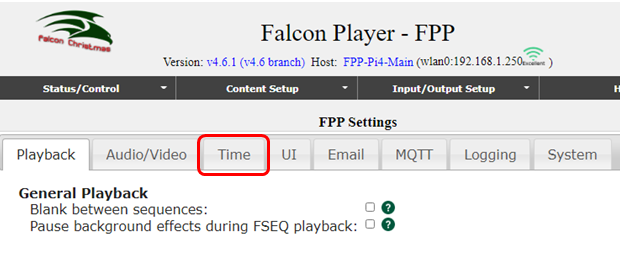 Falcon Christmas
Falcon Player - FPP
Version: v4.6.1 (v4.6 branch) Host: FPP-Pi4-Main (wlan0:192.168.1.250 Excellent )
Status/Control Content Setup Input/Output Setup H
FPP Settings
Playback Audio/Video Time UI Email MQTT Logging System
General Playback
Blank between sequences: ?
Pause background effects during FSEQ playback: ?